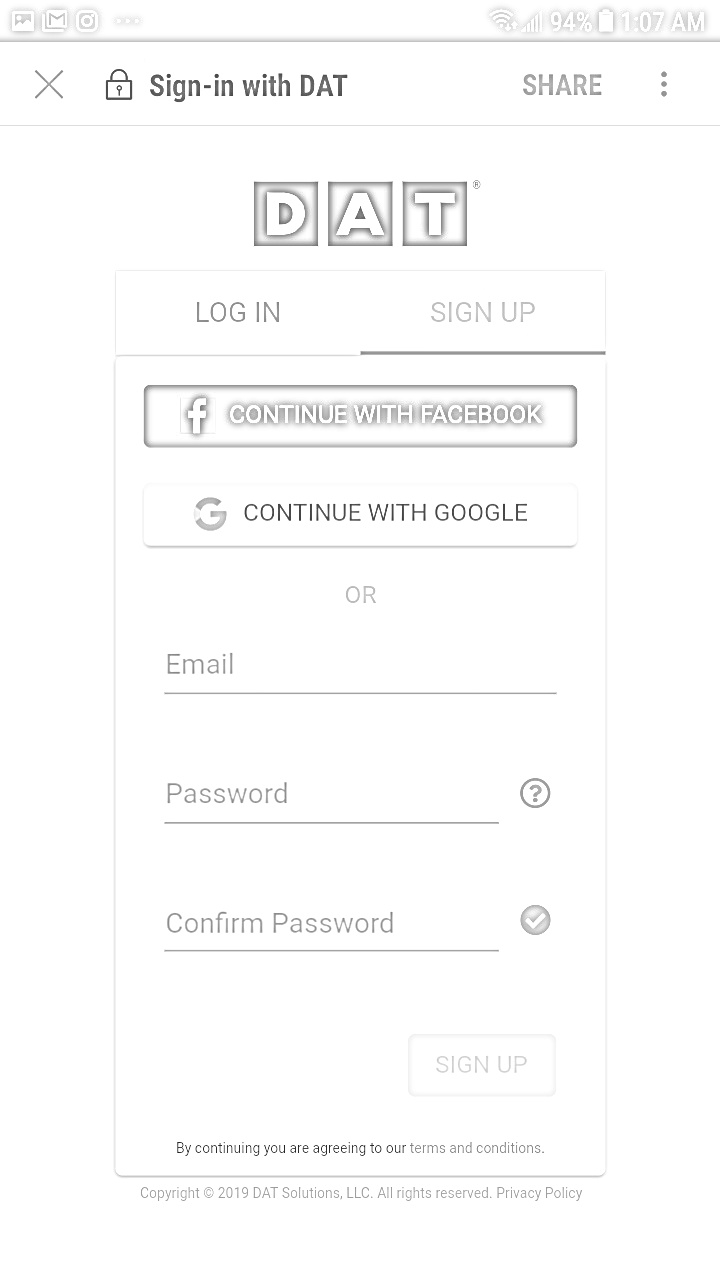 94% 1:07 AM
Sign-in with DAT SHARE
DAT®
LOG IN SIGN UP
CONTINUE WITH FACEBOOK
CONTINUE WITH GOOGLE
OR
Email
Password
Confirm Password
SIGN UP
By continuing you are agreeing to our terms and conditions.
Copyright © 2019 DAT Solutions, LLC. All rights reserved. Privacy Policy